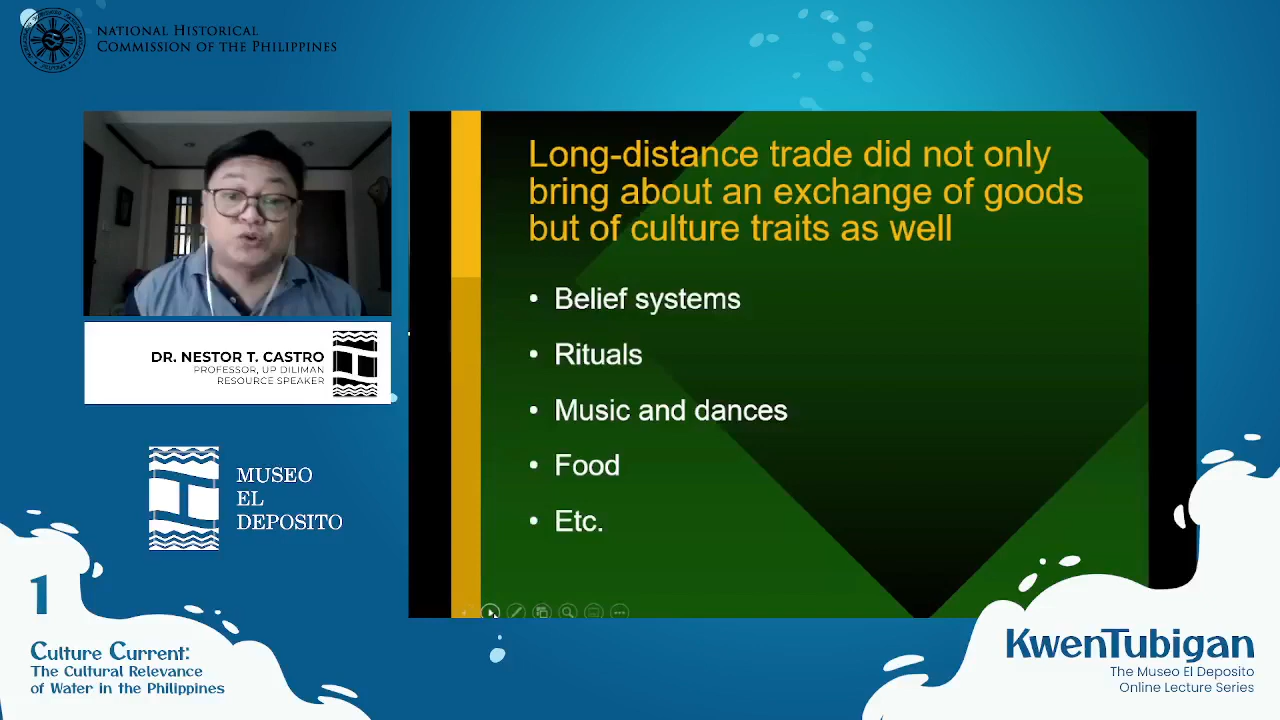 NATIONAL HISTORICAL
COMMISSION OF THE PHILIPPINES
Long-distance trade did not only
bring about an exchange of goods
but of culture traits as well
• Belief systems
• Rituals
• Music and dances
• Food
• Etc.
DR. NESTOR T. CASTRO
PROFESSOR, UP DILIMAN
RESOURCE SPEAKER
MUSEO
EL
DEPOSITO
1
Culture Current:
The Cultural Relevance
of Water in the Philippines
KwenTubigan
The Museo El Deposito
Online Lecture Series